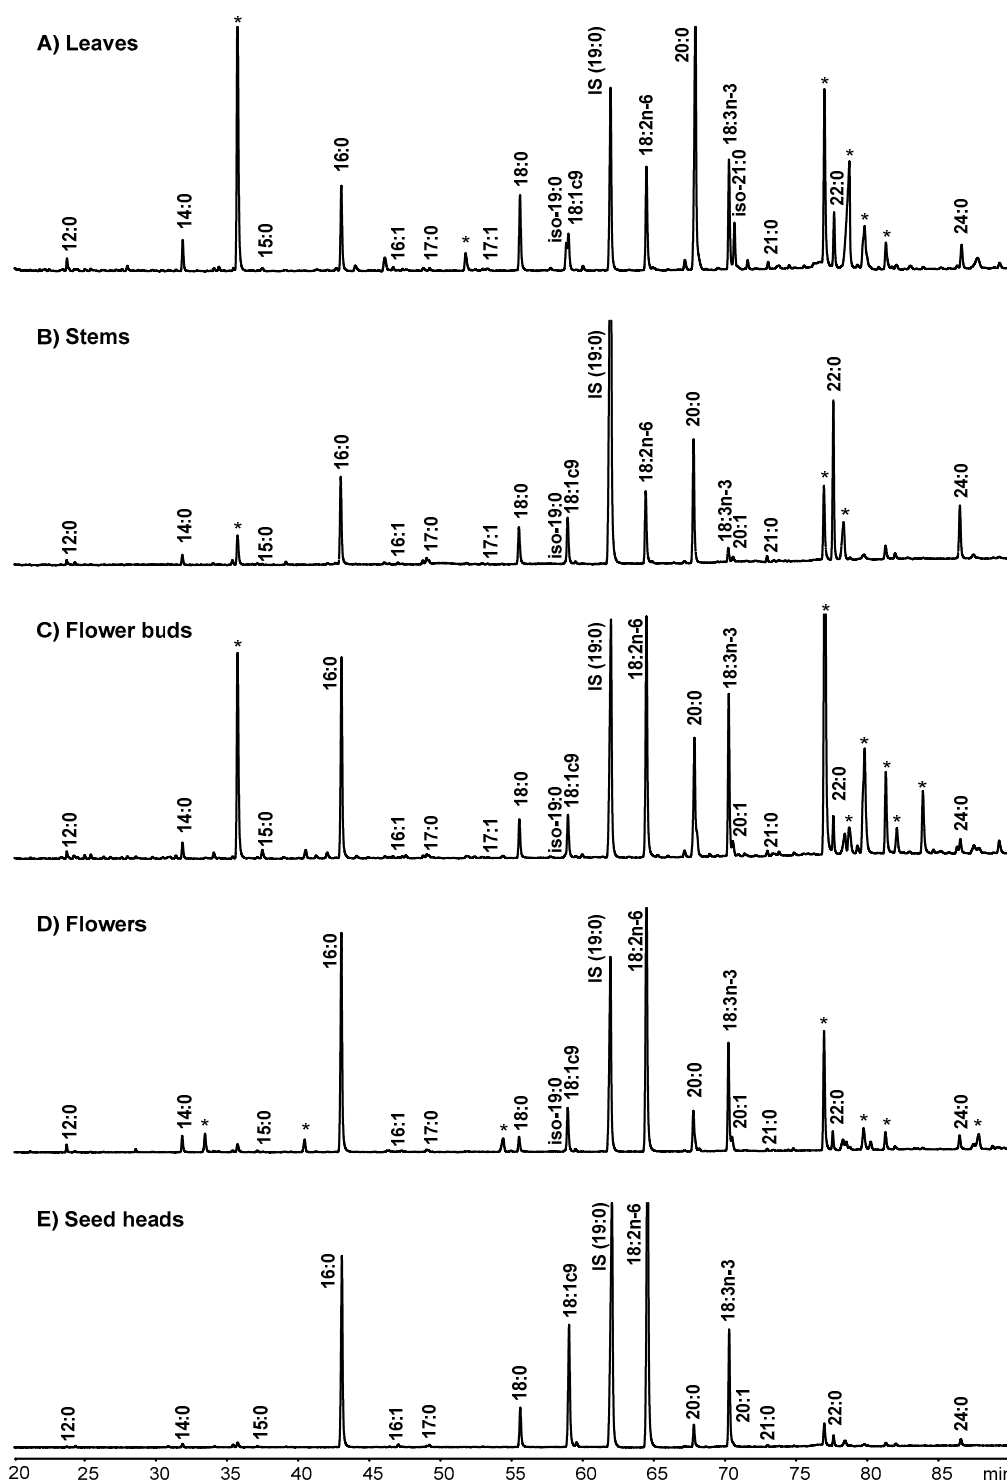 A) Leaves
12:0
14:0
*
15:0
16:0
16:1
17:0
*
17:1
18:0
iso-19:0
18:1c9
IS (19:0)
18:2n-6
20:0
18:3n-3
iso-21:0
21:0
*
22:0
*
*
*
24:0
B) Stems
12:0
14:0
*
15:0
16:0
16:1
17:0
17:1
18:0
iso-19:0
18:1c9
IS (19:0)
18:2n-6
20:0
18:3n-3
20:1
21:0
*
22:0
*
24:0
C) Flower buds
12:0
14:0
*
15:0
16:0
16:1
17:0
17:1
18:0
iso-19:0
18:1c9
IS (19:0)
18:2n-6
20:0
18:3n-3
20:1
21:0
*
22:0
*
*
*
*
*
24:0
D) Flowers
12:0
14:0
*
15:0
*
16:0
16:1
17:0
*
18:0
iso-19:0
18:1c9
IS (19:0)
18:2n-6
20:0
18:3n-3
20:1
21:0
*
22:0
*
*
24:0
*
E) Seed heads
12:0
14:0
15:0
16:0
16:1
17:0
18:0
18:1c9
IS (19:0)
18:2n-6
20:0
18:3n-3
20:1
21:0
22:0
24:0
20 25 30 35 40 45 50 55 60 65 70 75 80 85